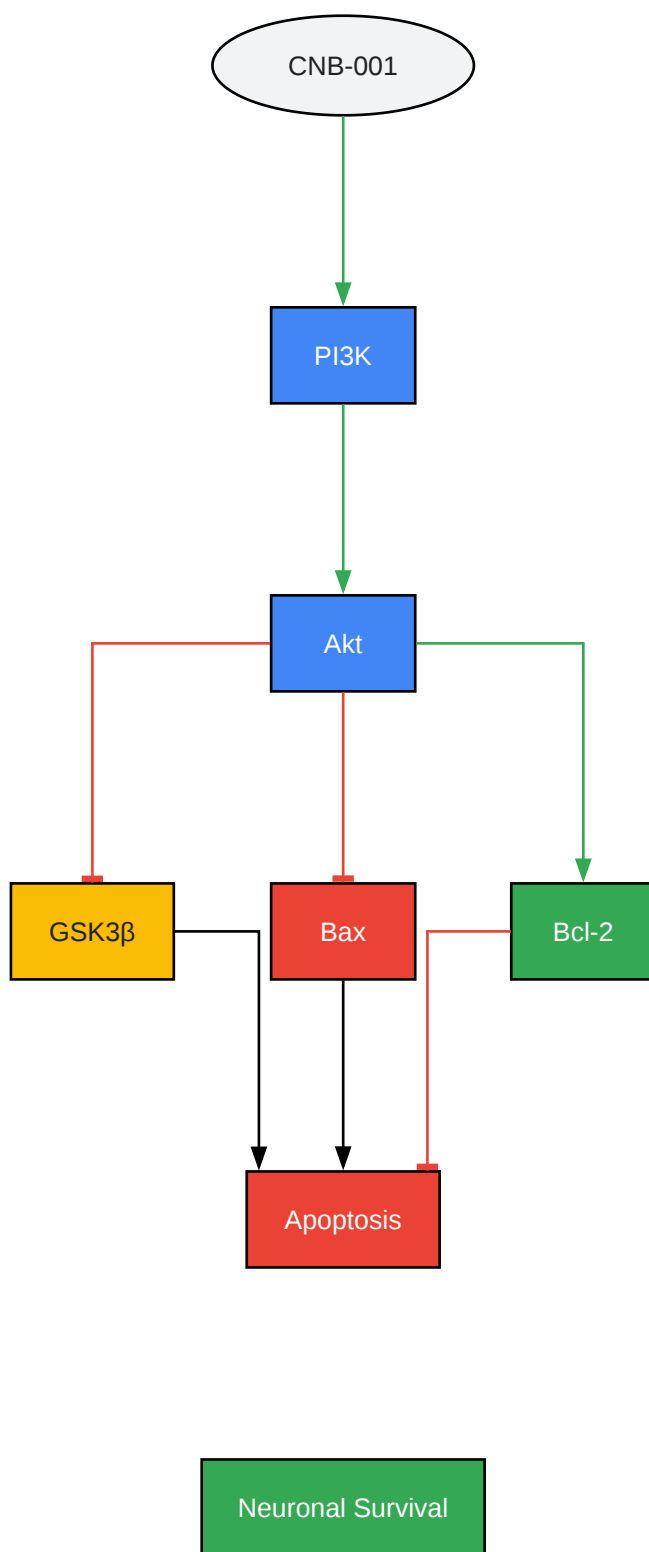 CNB-001
PI3K
Akt
GSK3β
Bax
Bcl-2
Apoptosis
Neuronal Survival